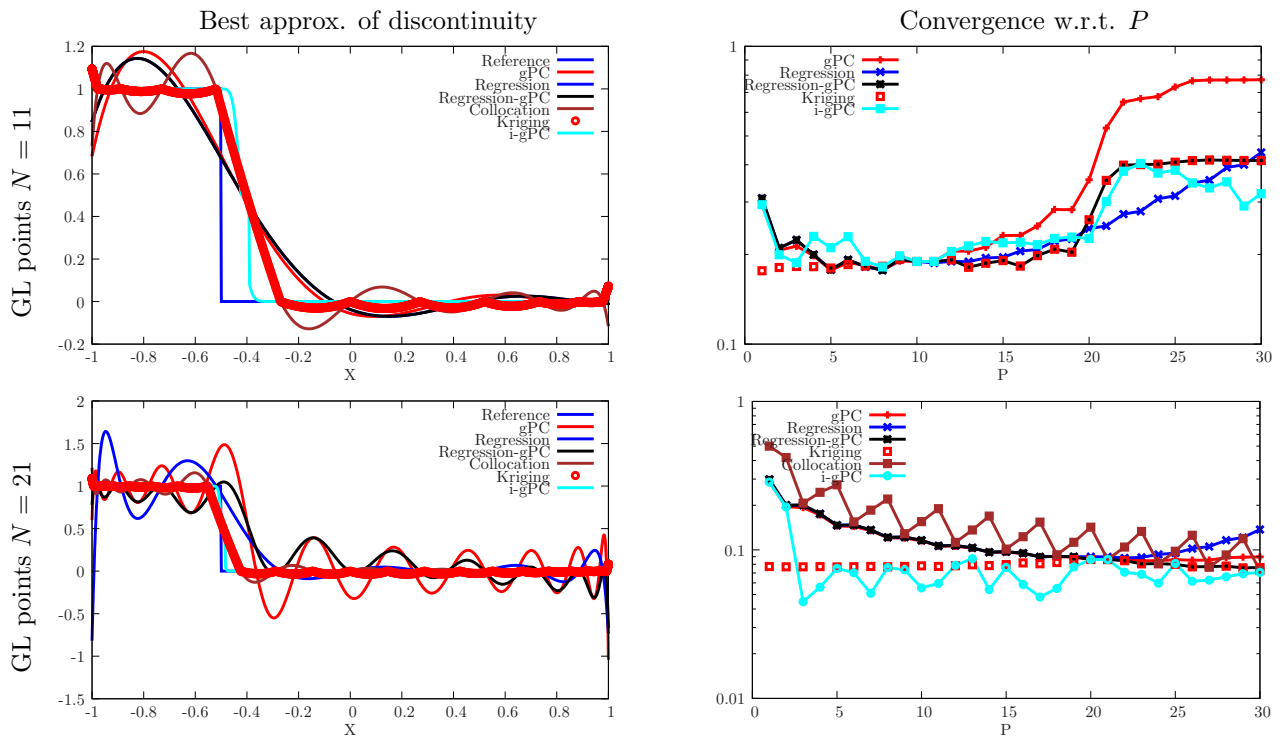 Best approx. of discontinuity
Convergence w.r.t. P
GL points N = 11
1.2
1
0.8
0.6
0.4
0.2
0
-0.2
-1
-0.8
-0.6
-0.4
-0.2
0
0.2
0.4
0.6
0.8
1
X
Reference
gPC
Regression
Regression-gPC
Collocation
Kriging
i-gPC
1
0.1
0
5
10
15
20
25
30
P
gPC
Regression
Regression-gPC
Kriging
i-gPC
GL points N = 21
2
1.5
1
0.5
0
-0.5
-1
-1.5
-1
-0.8
-0.6
-0.4
-0.2
0
0.2
0.4
0.6
0.8
1
X
Reference
gPC
Regression
Regression-gPC
Collocation
Kriging
i-gPC
1
0.1
0.01
0
5
10
15
20
25
30
P
gPC
Regression
Regression-gPC
Kriging
Collocation
i-gPC